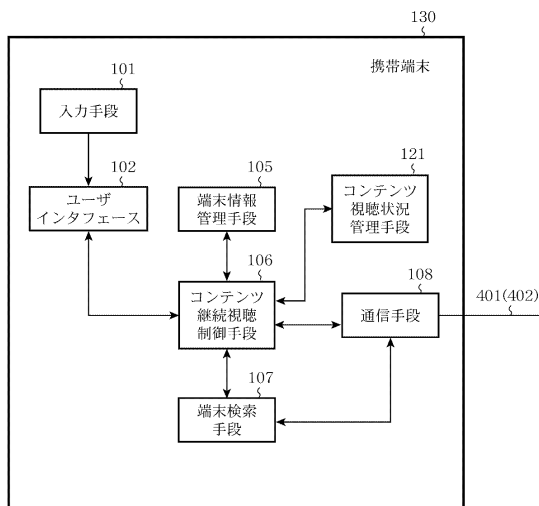 130
携帯端末
101
入力手段
102
ユーザ
インタフェース
105
端末情報
管理手段
121
コンテンツ
視聴状況
管理手段
106
コンテンツ
継続視聴
制御手段
108
通信手段
401(402)
107
端末検索
手段